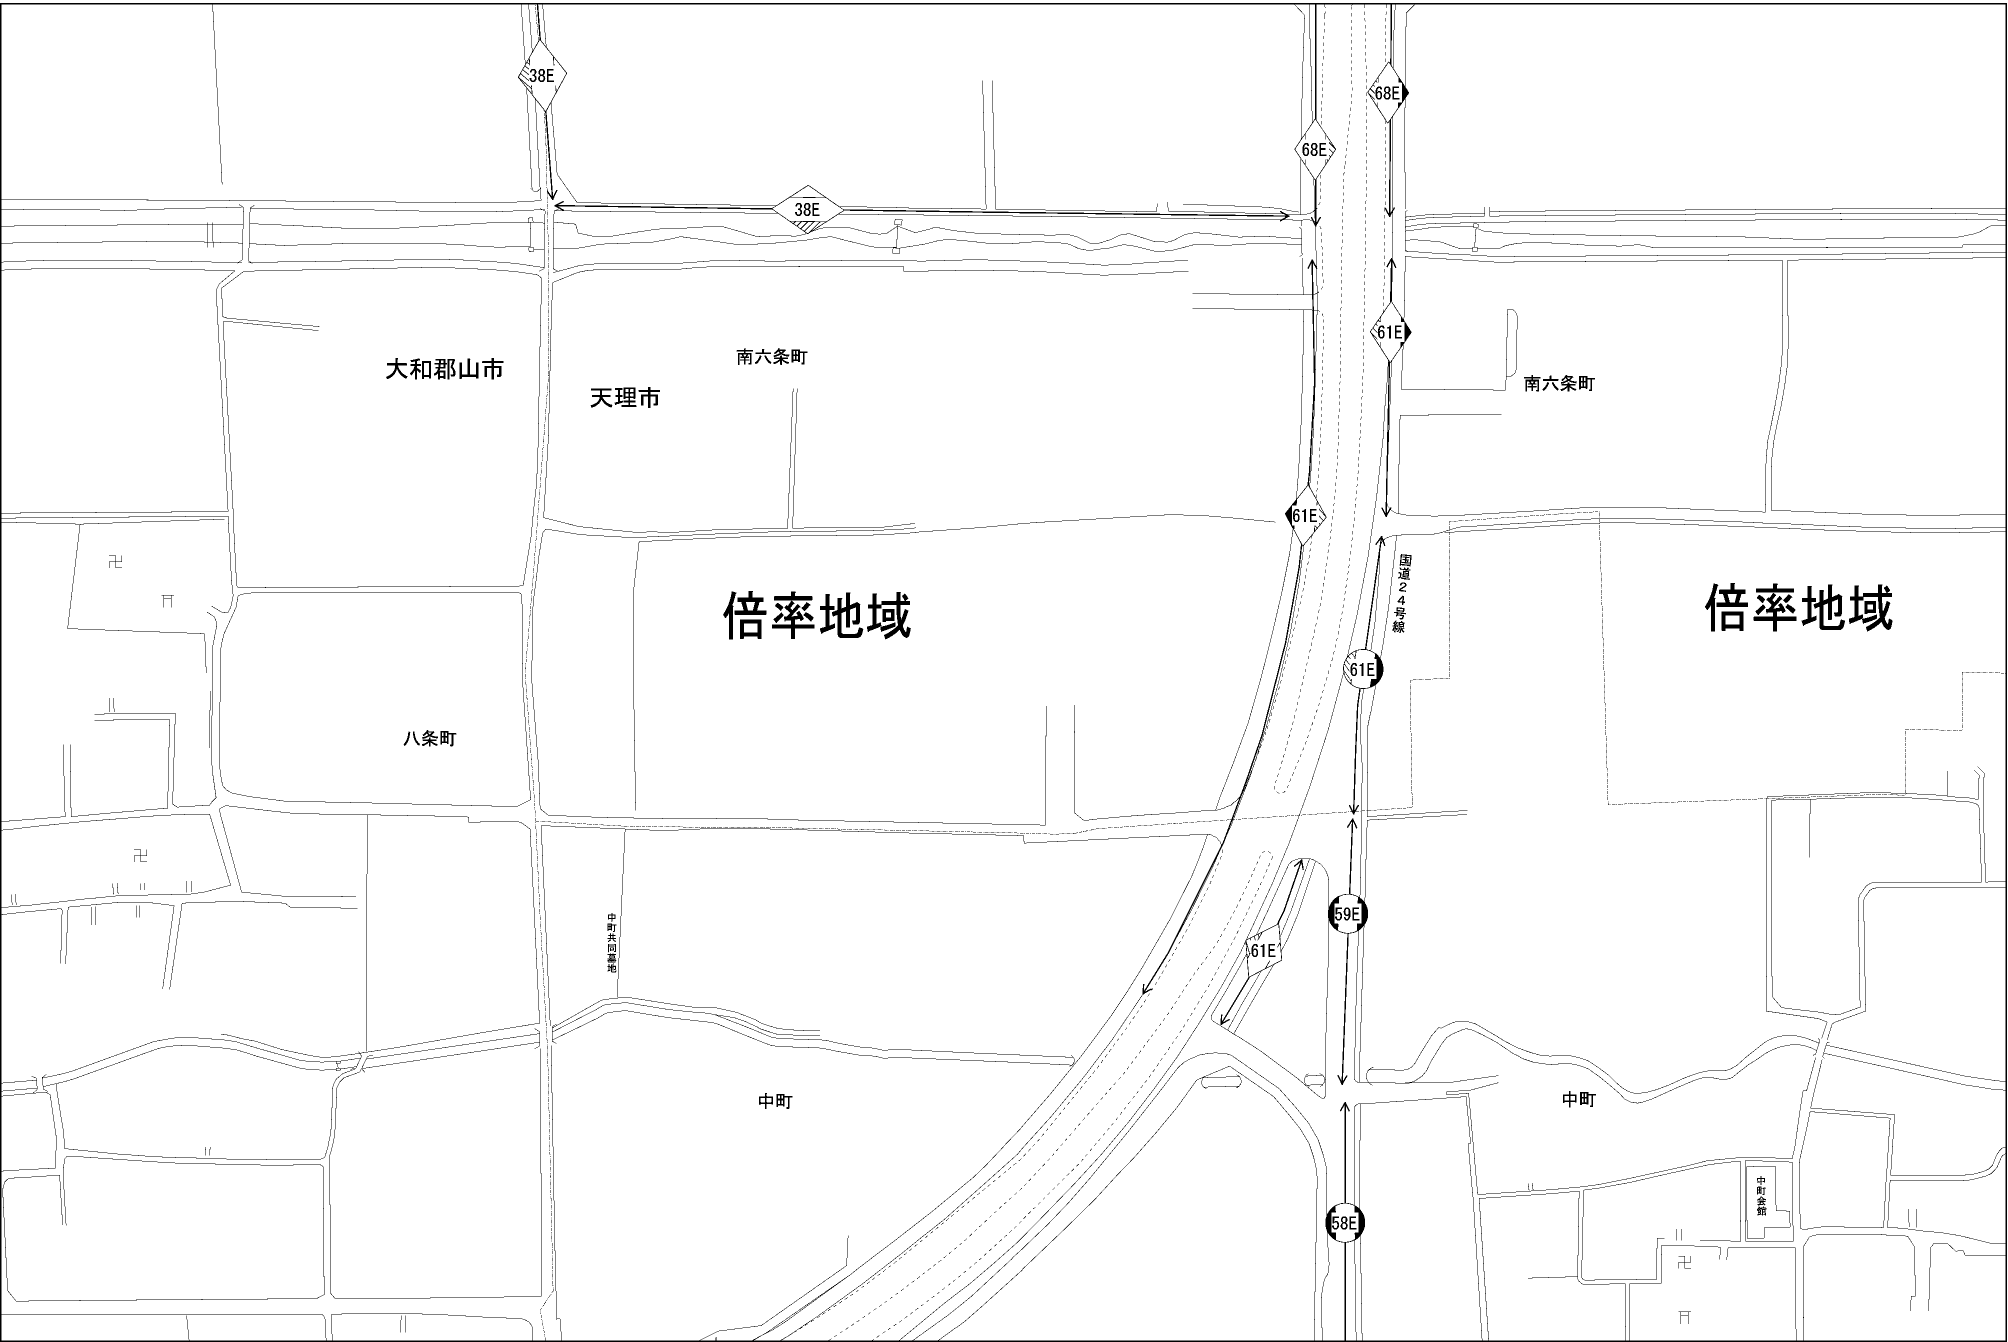 38E
68E
68E
38E
61E
南六条町
大和郡山市
南六条町
天理市
61E
国道24号線
倍率地域
倍率地域
61E
八条町
59E
中町共同墓地
61E
中町
中町
中町会館
58E